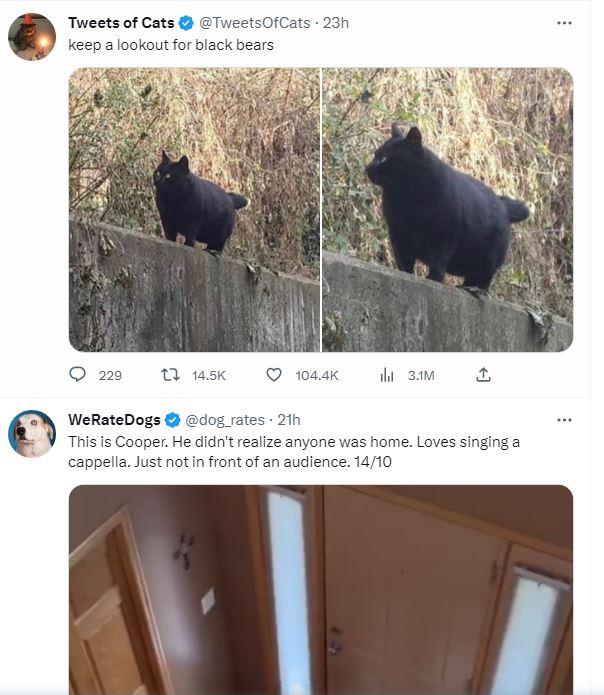 Tweets of Cats @TweetsOfCats · 23h
keep a lookout for black bears
229 14.5K 104.4K 3.1M
WeRateDogs @dog_rates · 21h
This is Cooper. He didn't realize anyone was home. Loves singing a
cappella. Just not in front of an audience. 14/10